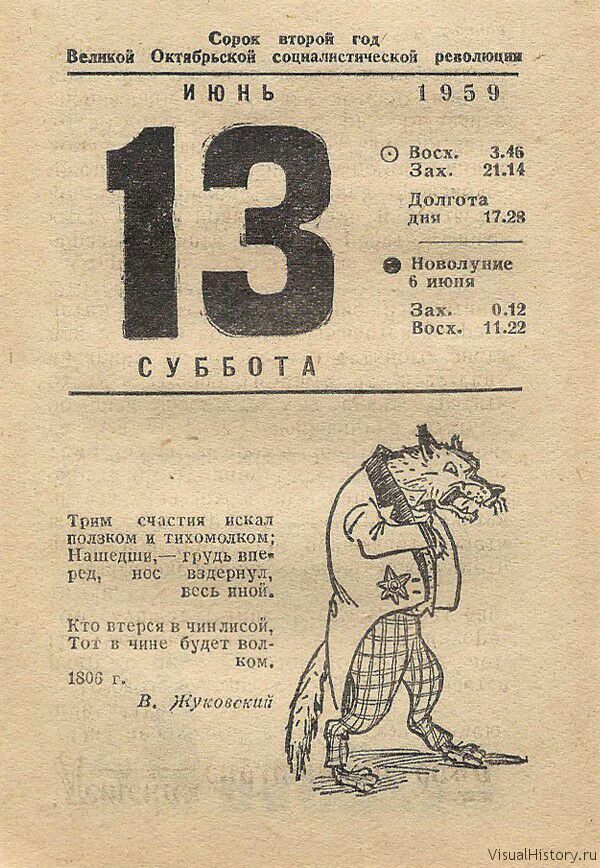 Сорок второй год
Великой Октябрьской социалистической революции
ИЮНЬ 1959
13
СУББОТА
Восх. 3.46
Зах. 21.14
Долгота
дня 17.28
Новолуние
6 июня
Зах. 0.12
Восх. 11.22
Трим счастия искал
ползком и тихомолком;
Нашедши,— грудь впе-
ред, нос вздернул,
весь иной.
Кто втерся в чин лисой,
Тот в чине будет вол-
ком.
1806 г.
В. Жуковский
VisualHistory.ru